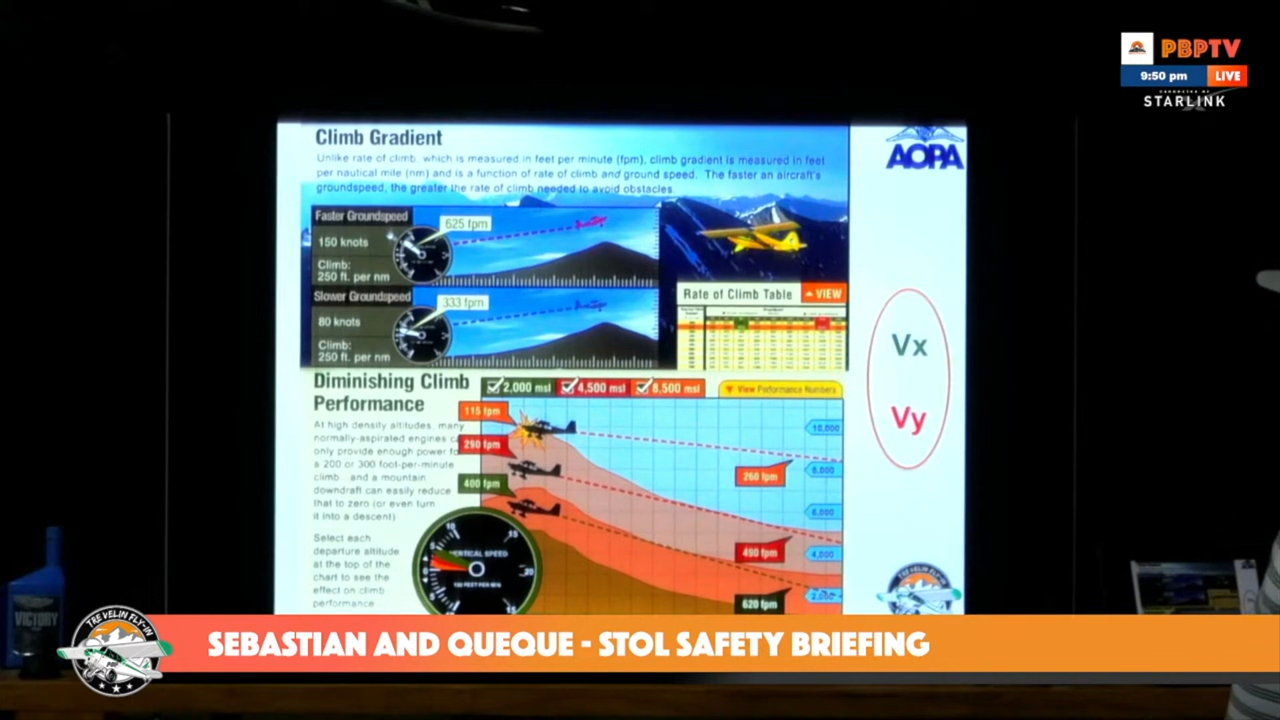 PBPTV
9:50 pm LIVE
STARLINK
Climb Gradient
Unlike rate of climb, which is measured in feet per minute (fpm), climb gradient is measured in feet
per nautical mile (nm) and is a function of rate of climb and ground speed. The faster an aircraft's
groundspeed, the greater the rate of climb needed to avoid obstacles.
AOPA
Faster Groundspeed
625 fpm
150 knots
Climb:
250 ft. per nm
Slower Groundspeed
333 fpm
80 knots
Climb:
250 ft. per nm
Rate of Climb Table
VIEW
Vx
Vy
Diminishing Climb
Performance
2,000 msl
4,500 msl
8,500 msl
View Performance Numbers
At high density altitudes, many
normally-aspirated engines
only provide enough power
a 200 or 300 foot-per-minute
climb...and a mountain
downdraft can easily reduce
that to zero (or even turn
it into a descent)
Select each
departure altitude
at the top of the
chart to see the
effect on climb
performance
115 fpm
290 fpm
400 fpm
10,000
8,000
260 fpm
6,000
490 fpm
4,000
620 fpm
2,000
VERTICAL SPEED
10
15
20
VICTORY
TREVELIN FLY-IN
SEBASTIAN AND QUEQUE - STOL SAFETY BRIEFING